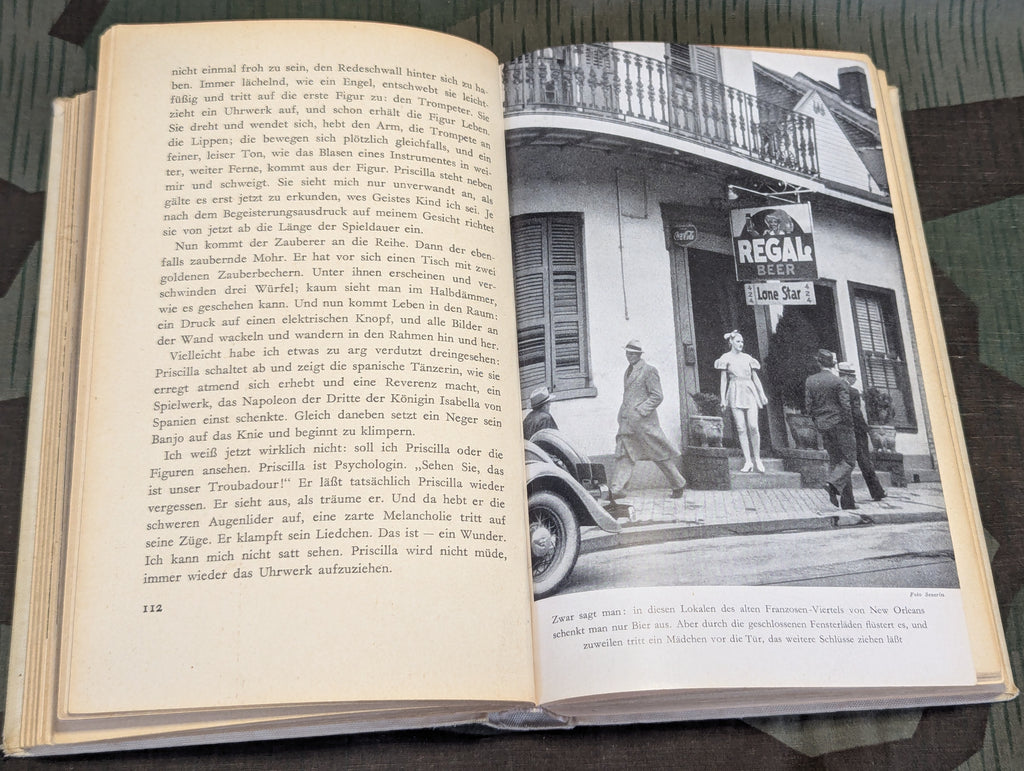 nicht einmal froh zu sein, den Redeschwall hinter sich zu ha-
ben. Immer lächelnd, wie ein Engel, entschwebt sie leicht-
füßig und tritt auf die erste Figur zu: den Trompeter. Sie
zieht ein Uhrwerk auf, und schon erhält die Figur Leben.
Sie dreht und wendet sich, hebt den Arm, die Trompete an
die Lippen; die bewegen sich plötzlich gleichfalls, und ein
feiner, leiser Ton, wie das Blasen eines Instrumentes in wei-
ter, weiter Ferne, kommt aus der Figur. Priscilla steht neben
mir und schweigt. Sie sieht mich nur unverwandt an, als
gälte es erst jetzt zu erkunden, wes Geistes Kind ich sei. Je
nach dem Begeisterungsausdruck auf meinem Gesicht richtet
sie von jetzt ab die Länge der Spieldauer ein.
Nun kommt der Zauberer an die Reihe. Dann der eben-
falls zaubernde Mohr. Er hat vor sich einen Tisch mit zwei
goldenen Zauberbechern. Unter ihnen erscheinen und ver-
schwinden drei Würfel; kaum sieht man im Halbdämmer,
wie es geschehen kann. Und nun kommt Leben in den Raum:
ein Druck auf einen elektrischen Knopf, und alle Bilder an
der Wand wackeln und wandern in den Rahmen hin und her.
Vielleicht habe ich etwas zu arg verdutzt dreingesehen:
Priscilla schaltet ab und zeigt die spanische Tänzerin, wie sie
erregt atmend sich erhebt und eine Reverenz macht, ein
Spielwerk, das Napoleon der Dritte der Königin Isabella von
Spanien einst schenkte. Gleich daneben setzt ein Neger sein
Banjo auf das Knie und beginnt zu klimpern.
Ich weiß jetzt wirklich nicht: soll ich Priscilla oder die
Figuren ansehen. Priscilla ist Psychologin. „Sehen Sie, das
ist unser Troubadour!“ Er läßt tatsächlich Priscilla wieder
vergessen. Er sieht aus, als träume er. Und da hebt er die
schweren Augenlider auf, eine zarte Melancholie tritt auf
seine Züge. Er klampft sein Liedchen. Das ist — ein Wunder.
Ich kann mich nicht satt sehen. Priscilla wird nicht müde,
immer wieder das Uhrwerk aufzuziehen.
112
Coca-Cola
REGAL
BEER
424 Lone Star 424
Foto Severin
Zwar sagt man: in diesen Lokalen des alten Franzosen-Viertels von New Orleans
schenkt man nur Bier aus. Aber durch die geschlossenen Fensterläden flüstert es, und
zuweilen tritt ein Mädchen vor die Tür, das weitere Schlüsse ziehen läßt